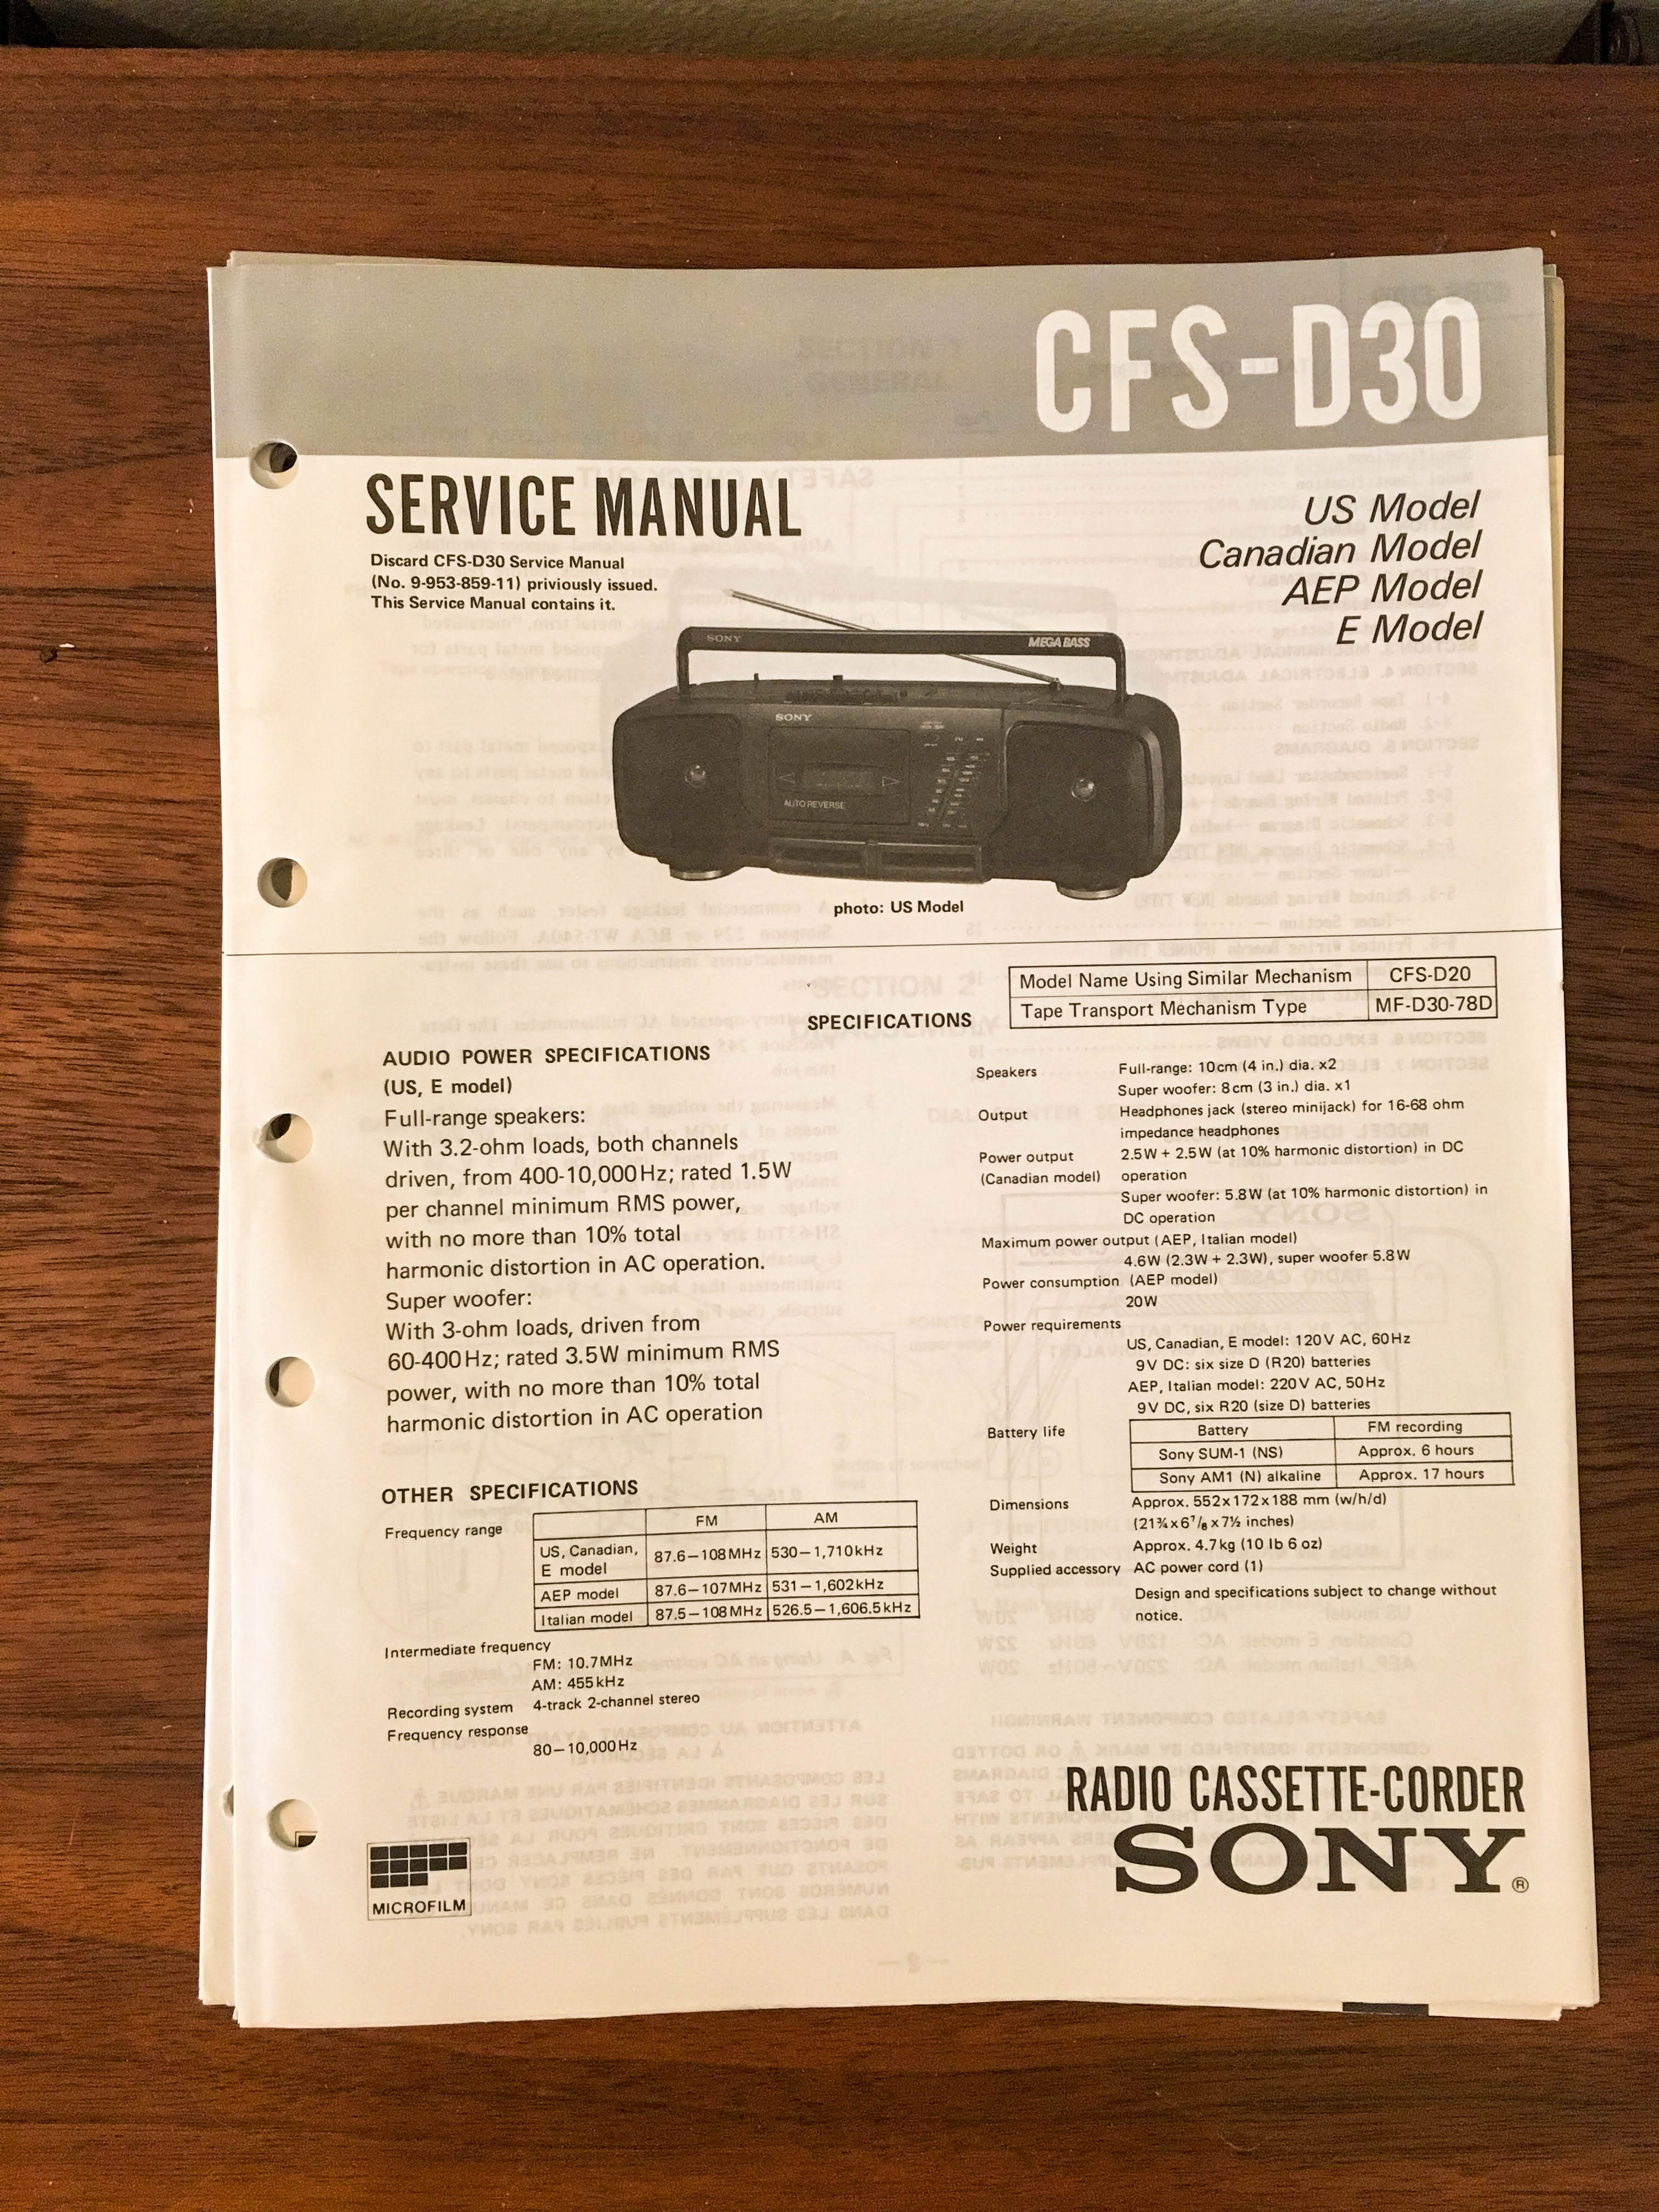 CFS-D30
SERVICE MANUAL
Discard CFS-D30 Service Manual
(No. 9-953-859-11) priviously issued.
This Service Manual contains it.
US Model
Canadian Model
AEP Model
E Model
SONY
MEGA BASS
SONY
AUTO REVERSE
photo: US Model
Model Name Using Similar Mechanism CFS-D20
Tape Transport Mechanism Type MF-D30-78D
SPECIFICATIONS
AUDIO POWER SPECIFICATIONS
(US, E model)
Full-range speakers:
With 3.2-ohm loads, both channels
driven, from 400-10,000Hz; rated 1.5W
per channel minimum RMS power,
with no more than 10% total
harmonic distortion in AC operation.
Super woofer:
With 3-ohm loads, driven from
60-400Hz; rated 3.5W minimum RMS
power, with no more than 10% total
harmonic distortion in AC operation
OTHER SPECIFICATIONS
Frequency range
FM AM
US, Canadian,
E model 87.6–108MHz 530–1,710kHz
AEP model 87.6–107MHz 531–1,602kHz
Italian model 87.5–108MHz 526.5–1,606.5kHz
Intermediate frequency
FM: 10.7MHz
AM: 455kHz
Recording system 4-track 2-channel stereo
Frequency response
80–10,000Hz
Speakers Full-range: 10cm (4 in.) dia. x2
Super woofer: 8cm (3 in.) dia. x1
Output Headphones jack (stereo minijack) for 16-68 ohm
impedance headphones
Power output 2.5W + 2.5W (at 10% harmonic distortion) in DC
(Canadian model) operation
Super woofer: 5.8W (at 10% harmonic distortion) in
DC operation
Maximum power output (AEP, Italian model)
4.6W (2.3W + 2.3W), super woofer 5.8W
Power consumption (AEP model)
20W
Power requirements
US, Canadian, E model: 120V AC, 60Hz
9V DC: six size D (R20) batteries
AEP, Italian model: 220V AC, 50Hz
9V DC, six R20 (size D) batteries
Battery life
Battery FM recording
Sony SUM-1 (NS) Approx. 6 hours
Sony AM1 (N) alkaline Approx. 17 hours
Dimensions Approx. 552x172x188 mm (w/h/d)
(21¾x6⅞x7½ inches)
Weight Approx. 4.7kg (10 lb 6 oz)
Supplied accessory AC power cord (1)
Design and specifications subject to change without
notice.
MICROFILM
RADIO CASSETTE-CORDER
SONY®